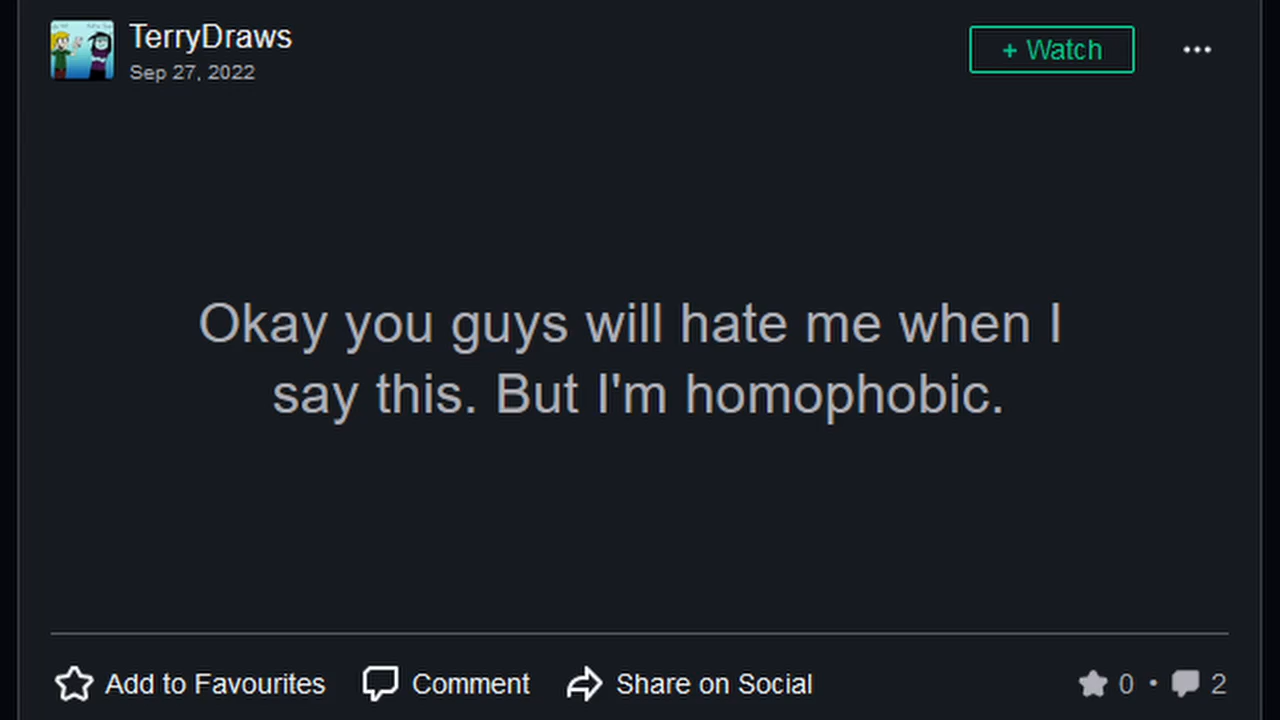 TerryDraws
Sep 27, 2022
+ Watch
Okay you guys will hate me when I
say this. But I'm homophobic.
Add to Favourites
Comment
Share on Social
0 • 2